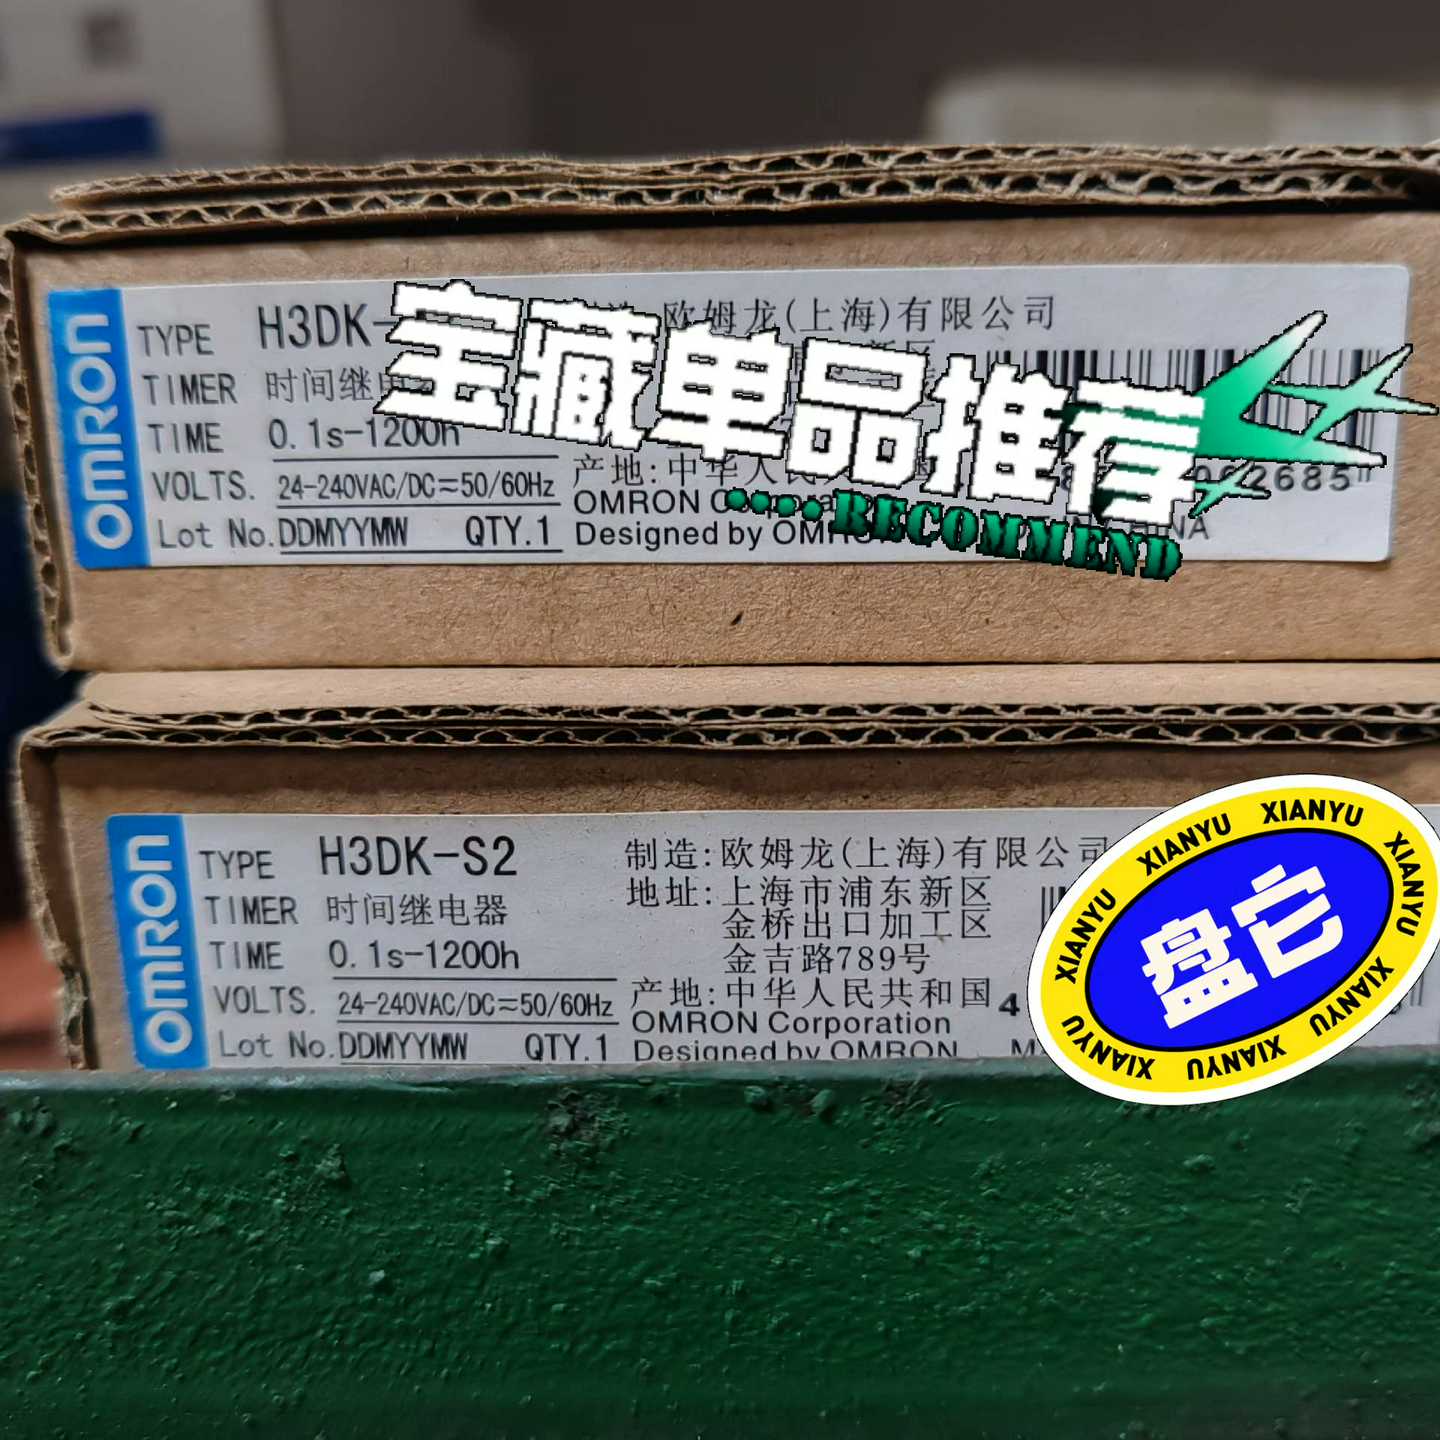 OMRON
TYPE H3DK-
欧姆龙(上海)有限公司
TIMER 时间继电
TIME 0.1s-1200h
VOLTS. 24-240VAC/DC≂50/60Hz
产地:中华人民
OMRON
Lot No.DDMYYMW QTY.1
Designed by
宝藏单品推荐
RECOMMEND
OMRON
TYPE H3DK-S2
制造:欧姆龙(上海)有限公司
TIMER 时间继电器
地址:上海市浦东新区
金桥出口加工区
TIME 0.1s-1200h
金吉路789号
VOLTS. 24-240VAC/DC≂50/60Hz
产地:中华人民共和国
4
OMRON Corporation
Lot No.DDMYYMW QTY.1
Designed by OMRON
盘它
XIANYU XIANYU XIANYU XIANYU XIANYU XIANYU XIANYU XIANYU XIANYU